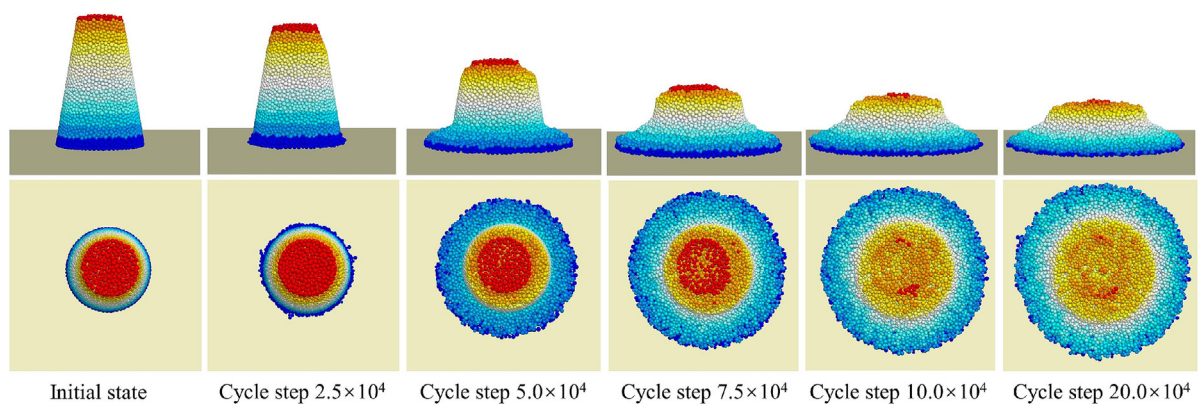 Initial state
Cycle step 2.5×10⁴
Cycle step 5.0×10⁴
Cycle step 7.5×10⁴
Cycle step 10.0×10⁴
Cycle step 20.0×10⁴